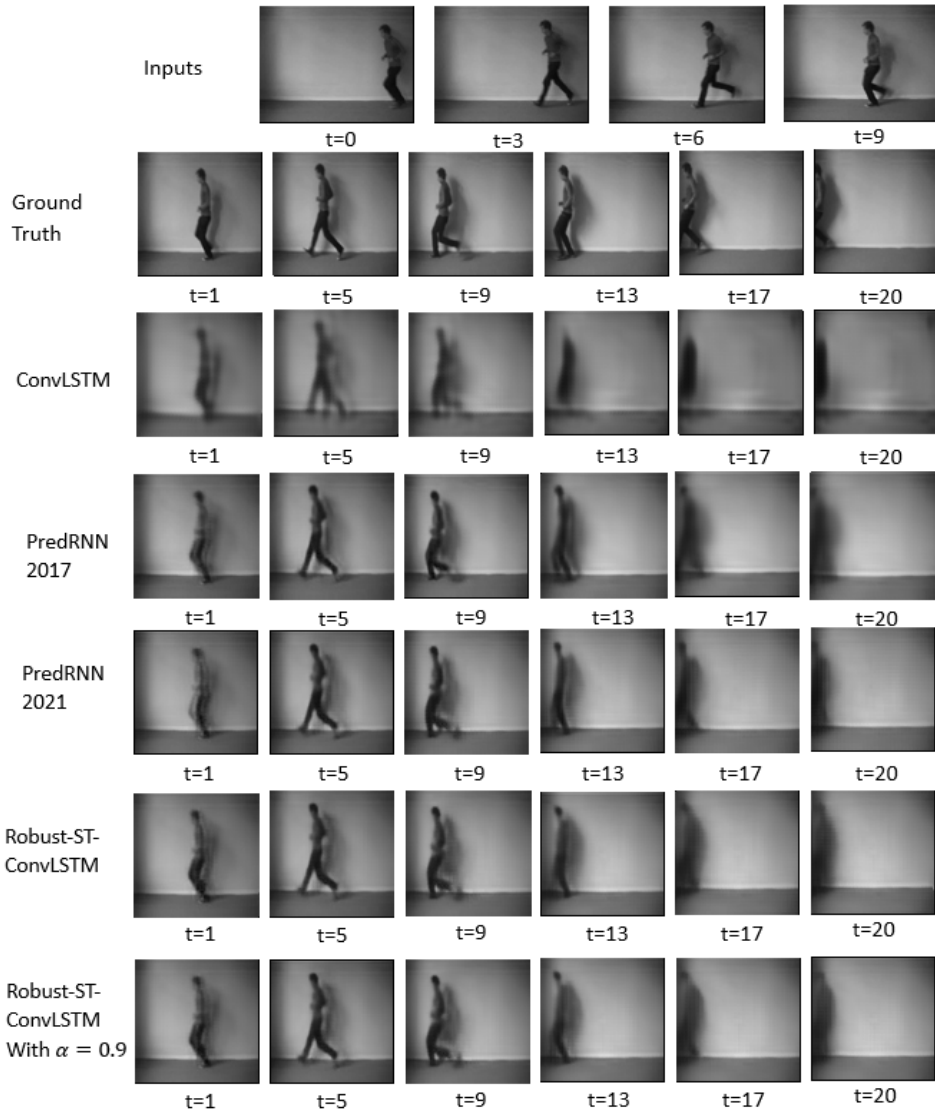 Inputs
t=0 t=3 t=6 t=9
Ground
Truth
t=1 t=5 t=9 t=13 t=17 t=20
ConvLSTM
t=1 t=5 t=9 t=13 t=17 t=20
PredRNN
2017
t=1 t=5 t=9 t=13 t=17 t=20
PredRNN
2021
t=1 t=5 t=9 t=13 t=17 t=20
Robust-ST-
ConvLSTM
t=1 t=5 t=9 t=13 t=17 t=20
Robust-ST-
ConvLSTM
With α = 0.9
t=1 t=5 t=9 t=13 t=17 t=20